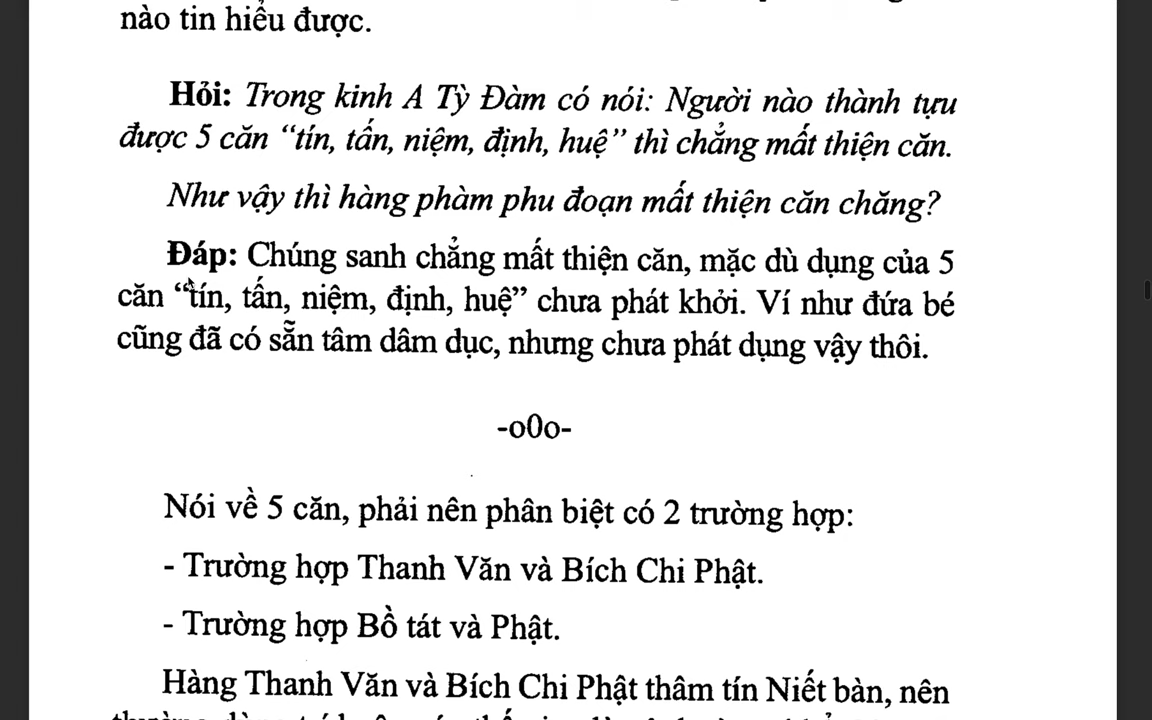 nào tin hiểu được.
Hỏi: Trong kinh A Tỳ Đàm có nói: Người nào thành tựu
được 5 căn “tín, tấn, niệm, định, huệ” thì chẳng mất thiện căn.
Như vậy thì hàng phàm phu đoạn mất thiện căn chăng?
Đáp: Chúng sanh chẳng mất thiện căn, mặc dù dụng của 5
căn “tín, tấn, niệm, định, huệ” chưa phát khởi. Ví như đứa bé
cũng đã có sẵn tâm dâm dục, nhưng chưa phát dụng vậy thôi.
-o0o-
Nói về 5 căn, phải nên phân biệt có 2 trường hợp:
- Trường hợp Thanh Văn và Bích Chi Phật.
- Trường hợp Bồ tát và Phật.
Hàng Thanh Văn và Bích Chi Phật thâm tín Niết bàn, nên